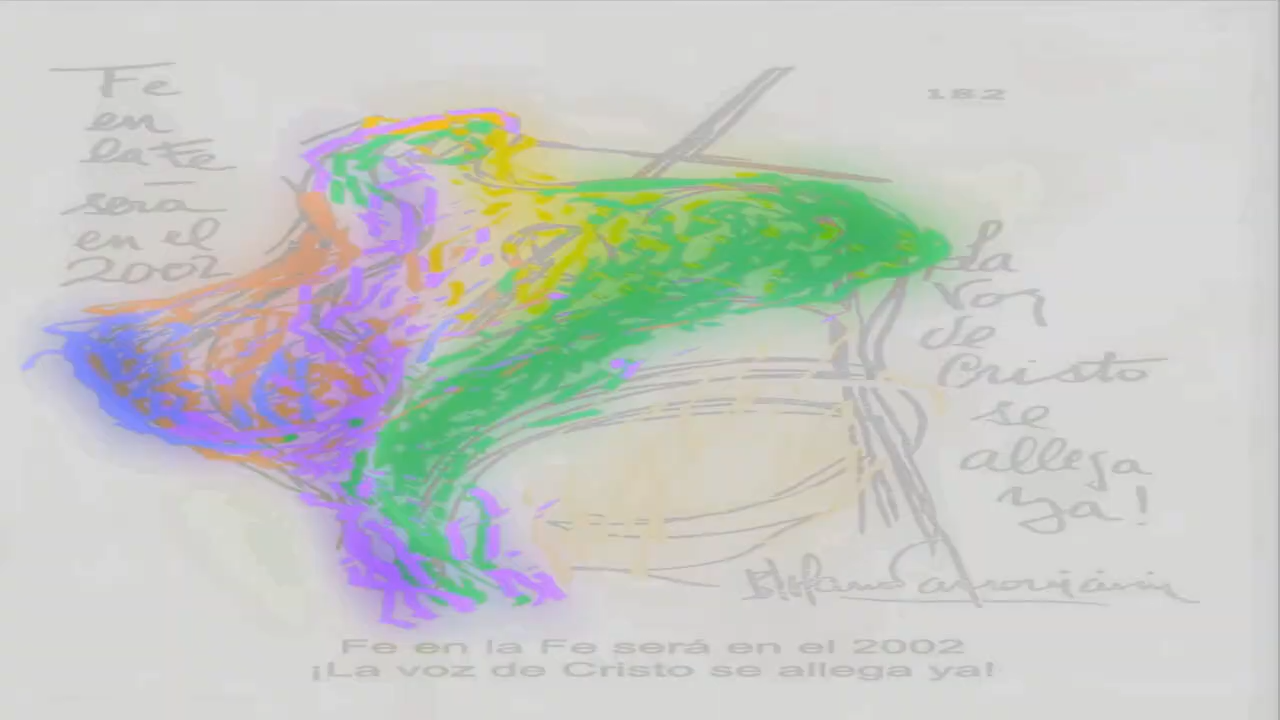 Fe
en
la Fe
será
en el
2002
182
La
Voz
de
Cristo
se
allega
ya!
Fe en la Fe será en el 2002
¡La voz de Cristo se allega ya!